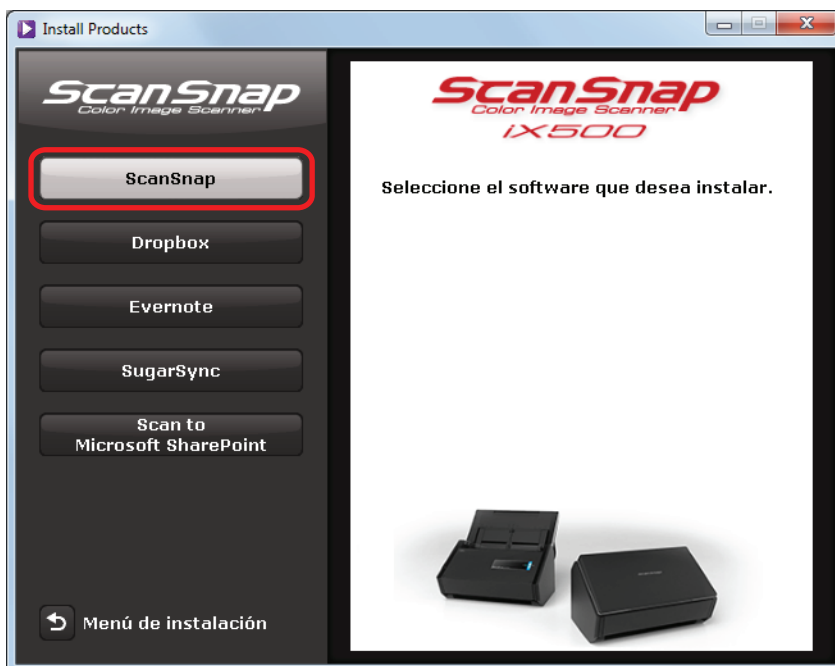 Install Products
ScanSnap
Color Image Scanner
ScanSnap
Dropbox
Evernote
SugarSync
Scan to
Microsoft SharePoint
Menú de instalación
ScanSnap
Color Image Scanner
iX500
Seleccione el software que desea instalar.